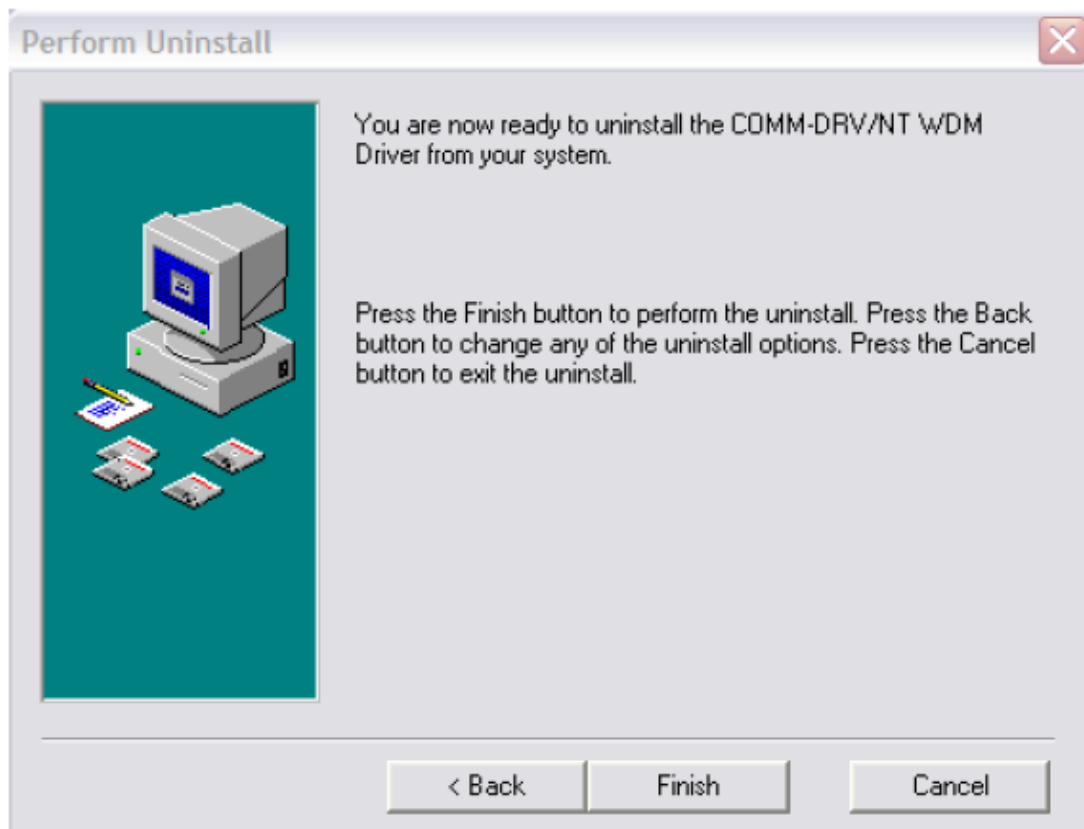 Perform Uninstall
You are now ready to uninstall the COMM-DRV/NT WDM
Driver from your system.
Press the Finish button to perform the uninstall. Press the Back
button to change any of the uninstall options. Press the Cancel
button to exit the uninstall.
< Back
Finish
Cancel